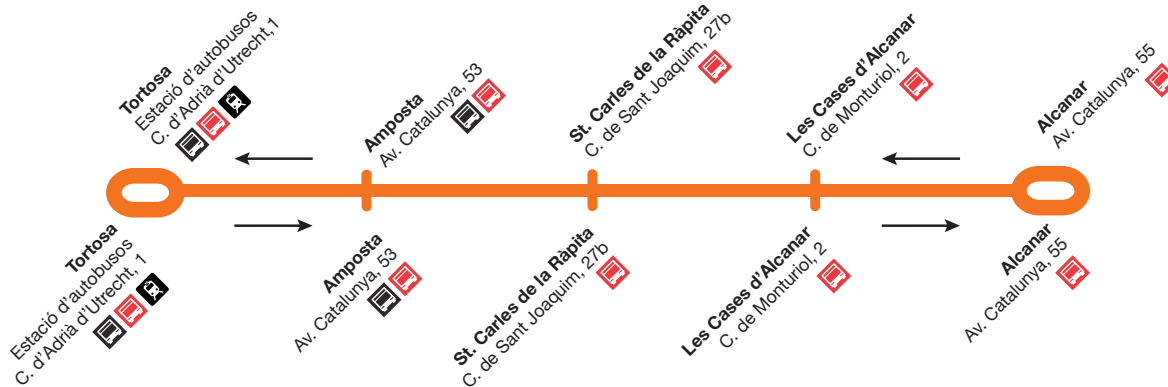 Tortosa
Estació d'autobusos
C. d'Adrià d'Utrecht,1
Amposta
Av. Catalunya, 53
St. Carles de la Ràpita
C. de Sant Joaquim, 27b
Les Cases d'Alcanar
C. de Monturiol, 2
Alcanar
Av. Catalunya, 55
Tortosa
Estació d'autobusos
C. d'Adrià d'Utrecht, 1
Amposta
Av. Catalunya, 53
St. Carles de la Ràpita
C. de Sant Joaquim, 27b
Les Cases d'Alcanar
C. de Monturiol, 2
Alcanar
Av. Catalunya, 55